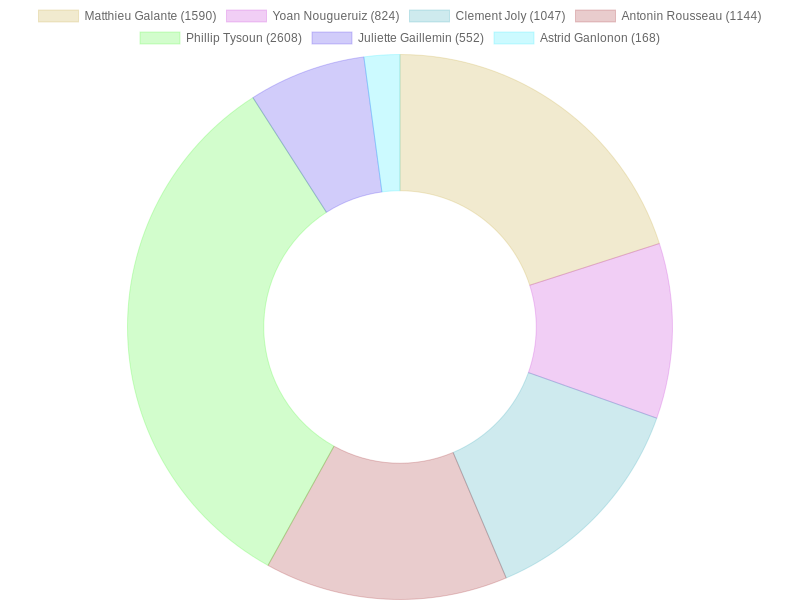 Matthieu Galante (1590) Yoan Nougueruiz (824) Clement Joly (1047) Antonin Rousseau (1144)
Phillip Tysoun (2608) Juliette Gaillemin (552) Astrid Ganlonon (168)